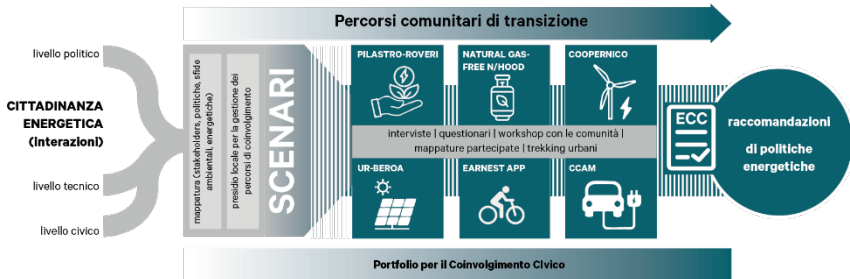 Percorsi comunitari di transizione
livello politico
CITTADINANZA
ENERGETICA
(interazioni)
livello tecnico
livello civico
mappatura (stakeholders, politiche, sfide
ambientali, energetiche)
presidio locale per la gestione dei
percorsi di coinvolgimento
SCENARI
PILASTRO-ROVERI
NATURAL GAS-
FREE N/HOOD
COOPERNICO
interviste | questionari | workshop con le comunità |
mappature partecipate | trekking urbani
UR-BEROA
EARNEST APP
CCAM
ECC
raccomandazioni
di politiche
energetiche
Portfolio per il Coinvolgimento Civico